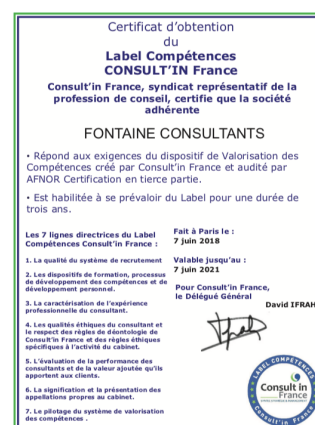 Certificat d'obtention
du
Label Compétences
CONSULT'IN France
Consult'in France, syndicat représentatif de la
profession de conseil, certifie que la société
adhérente
FONTAINE CONSULTANTS
• Répond aux exigences du dispositif de Valorisation des
Compétences créé par Consult'in France et audité par
AFNOR Certification en tierce partie.
• Est habilitée à se prévaloir du Label pour une durée de
trois ans.
Les 7 lignes directrices du Label
Compétences Consult'in France :
1. La qualité du système de recrutement
2. Les dispositifs de formation, processus
de développement des compétences et de
développement personnel.
3. La caractérisation de l'expérience
professionnelle du consultant.
4. Les qualités éthiques du consultant et
le respect des règles de déontologie de
Consult'in France et des règles éthiques
spécifiques à l'activité du cabinet.
5. L'évaluation de la performance des
consultants et de la valeur ajoutée qu'ils
apportent aux clients.
6. La signification et la présentation des
appellations propres au cabinet.
7. Le pilotage du système de valorisation
des compétences .
Fait à Paris le :
7 juin 2018
Valable jusqu'au :
7 juin 2021
Pour Consult'in France,
le Délégué Général
David IFRAH
LABEL COMPÉTENCES
Consult in
France
Consult'in France